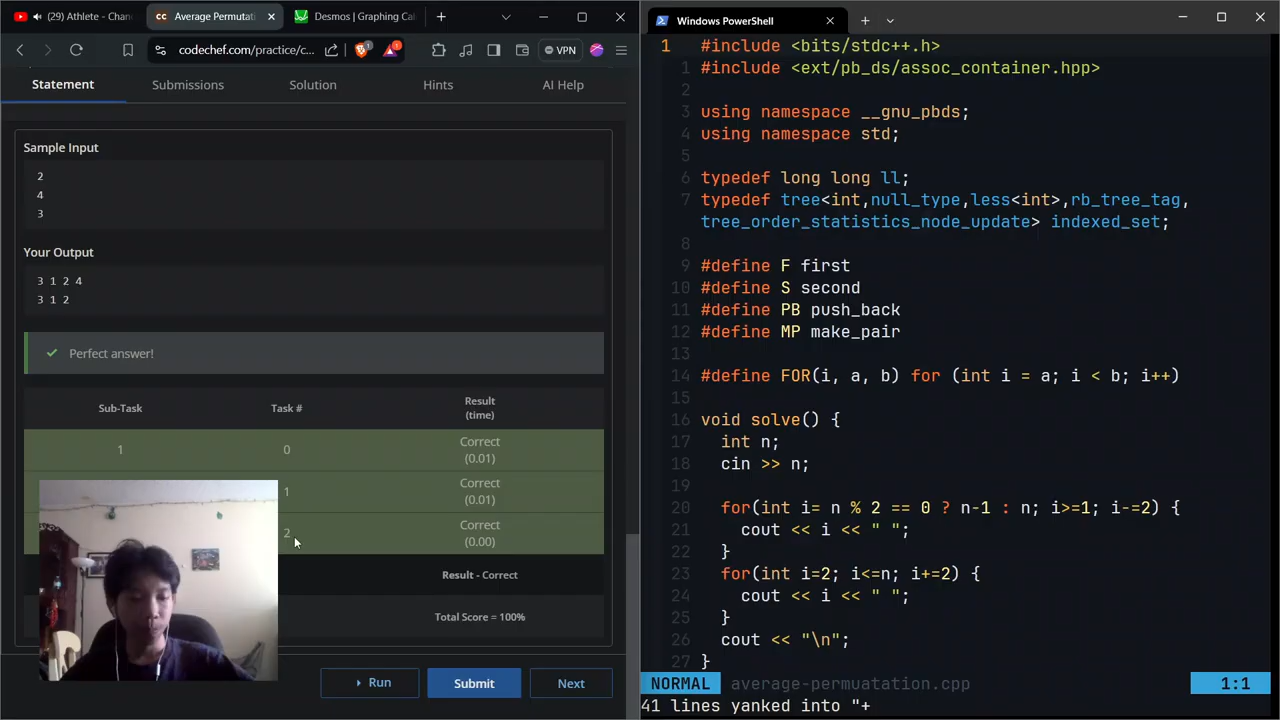 (29) Athlete - Chan
Average Permutati
Desmos | Graphing Cal
codechef.com/practice/c...
1
1
VPN
Statement
Submissions
Solution
Hints
AI Help
Sample Input
2
4
3
Your Output
3 1 2 4
3 1 2
Perfect answer!
Sub-Task
Task #
Result
(time)
1
0
Correct
(0.01)
1
Correct
(0.01)
2
Correct
(0.00)
Result - Correct
Total Score = 100%
Run
Submit
Next
Windows PowerShell
1 #include <bits/stdc++.h>
1 #include <ext/pb_ds/assoc_container.hpp>
2
3 using namespace __gnu_pbds;
4 using namespace std;
5
6 typedef long long ll;
7 typedef tree<int,null_type,less<int>,rb_tree_tag,
tree_order_statistics_node_update> indexed_set;
8
9 #define F first
10 #define S second
11 #define PB push_back
12 #define MP make_pair
13
14 #define FOR(i, a, b) for (int i = a; i < b; i++)
15
16 void solve() {
17 int n;
18 cin >> n;
19
20 for(int i= n % 2 == 0 ? n-1 : n; i>=1; i-=2) {
21 cout << i << " ";
22 }
23 for(int i=2; i<=n; i+=2) {
24 cout << i << " ";
25 }
26 cout << "\n";
27 }
NORMAL average-permuatation.cpp 1:1
41 lines yanked into "+